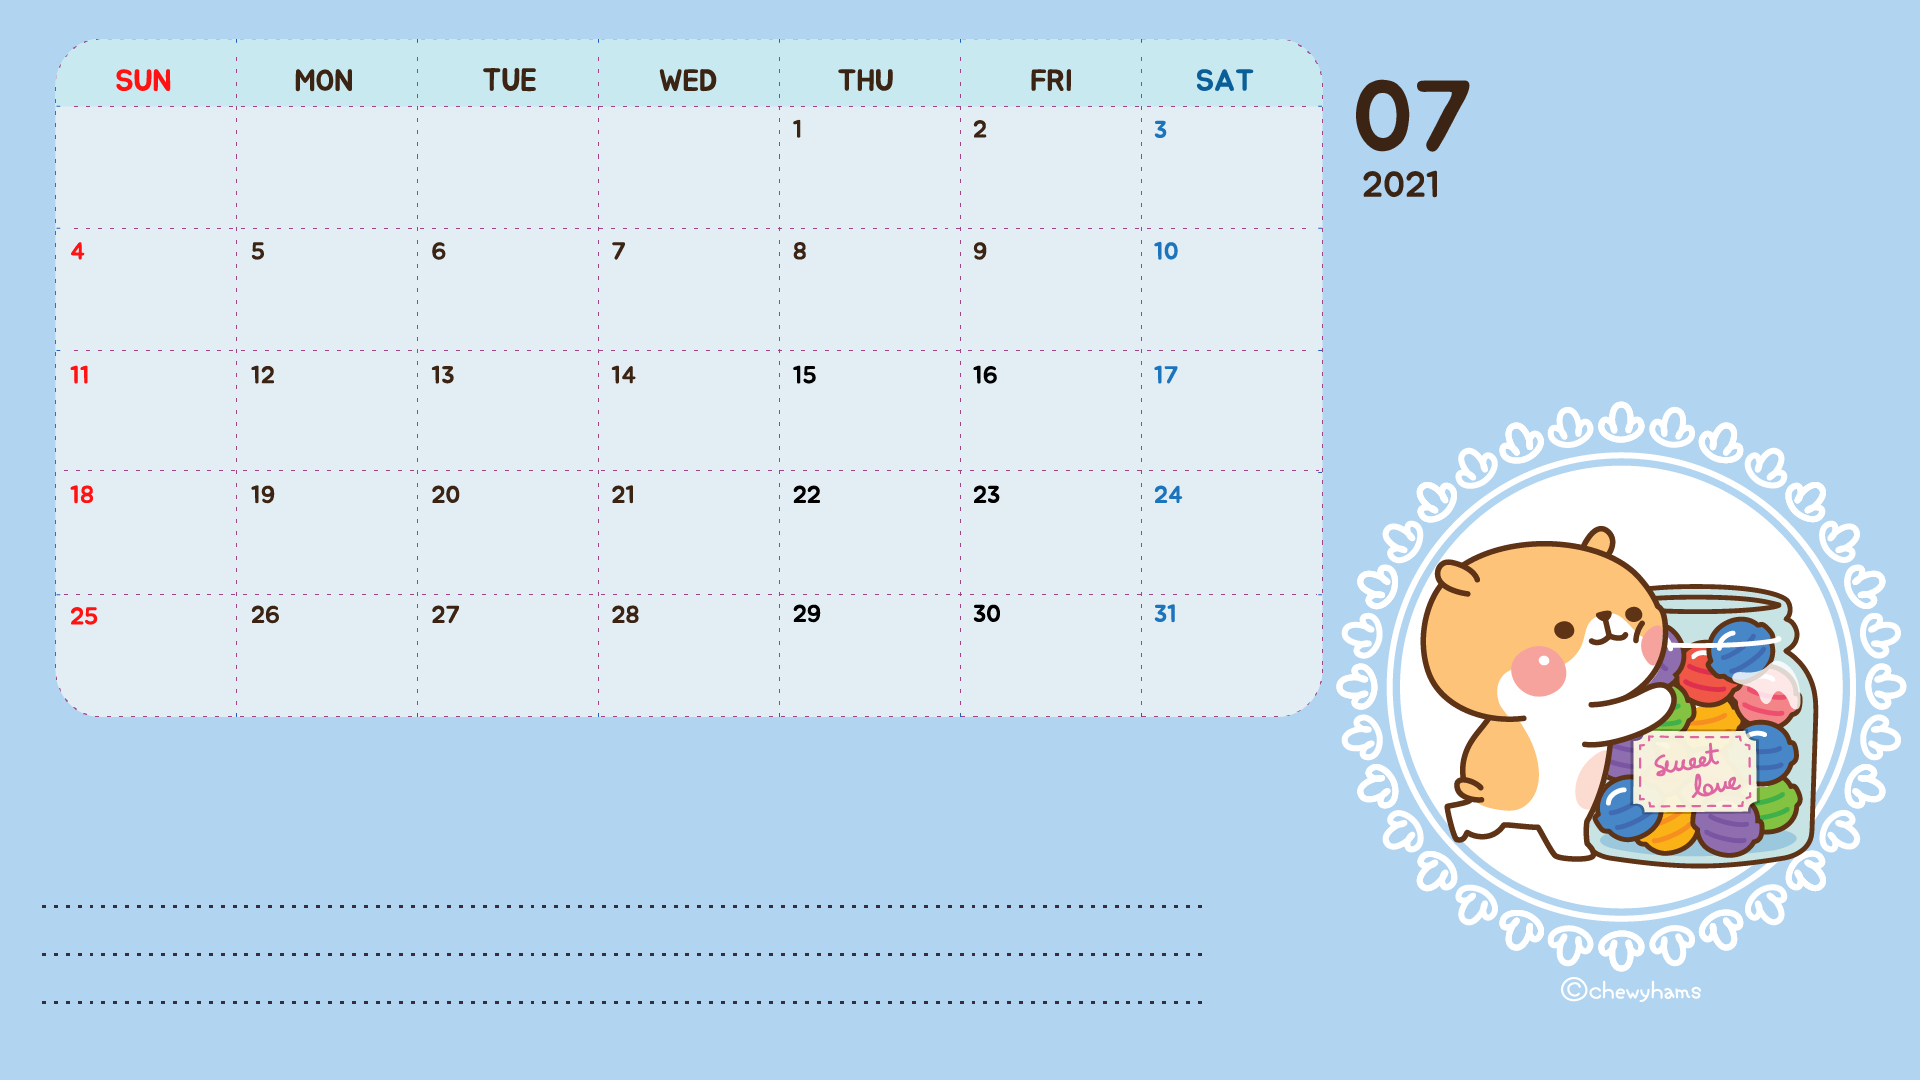 SUN MON TUE WED THU FRI SAT
1 2 3
4 5 6 7 8 9 10
11 12 13 14 15 16 17
18 19 20 21 22 23 24
25 26 27 28 29 30 31
07
2021
sweet
love
©chewyhams